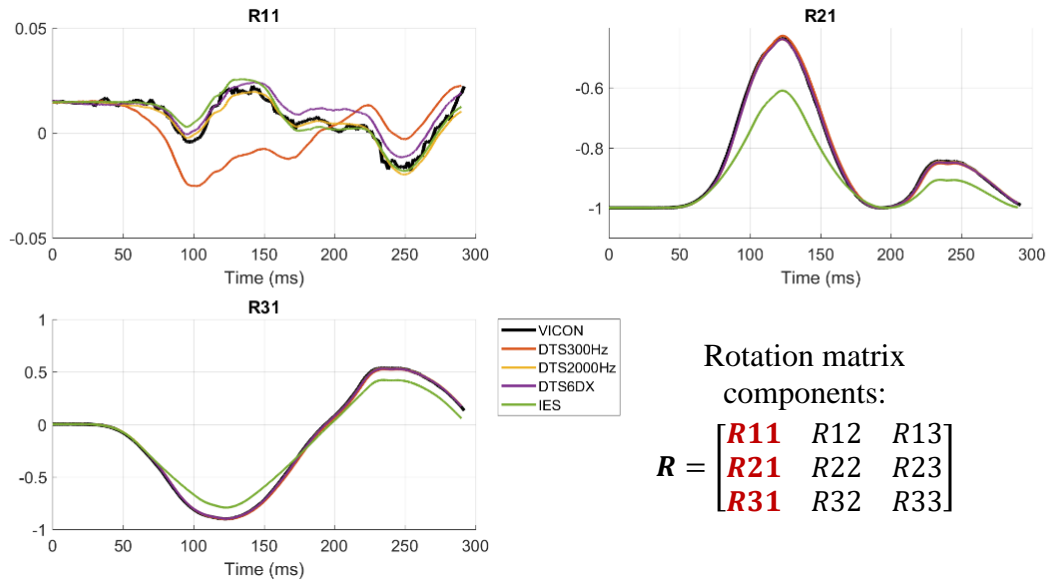 R11
0.05
0
-0.05
0 50 100 150 200 250 300
Time (ms)
R21
-0.6
-0.8
-1
0 50 100 150 200 250 300
Time (ms)
R31
1
0.5
0
-0.5
-1
0 50 100 150 200 250 300
Time (ms)
VICON
DTS300Hz
DTS2000Hz
DTS6DX
IES
Rotation matrix
components:
R11 R12 R13
R = R21 R22 R23
R31 R32 R33